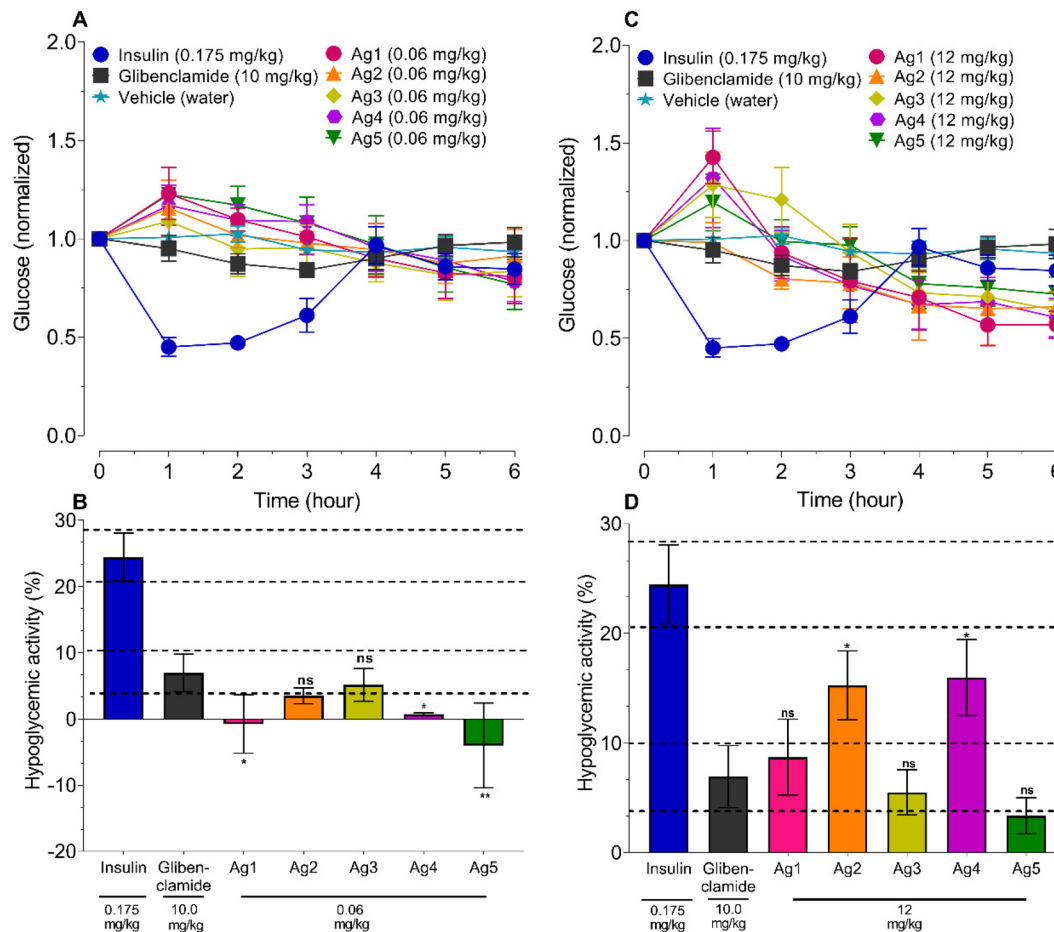 A
Insulin (0.175 mg/kg)
Glibenclamide (10 mg/kg)
Vehicle (water)
Ag1 (0.06 mg/kg)
Ag2 (0.06 mg/kg)
Ag3 (0.06 mg/kg)
Ag4 (0.06 mg/kg)
Ag5 (0.06 mg/kg)
Glucose (normalized)
2.0
1.5
1.0
0.5
0.0
0 1 2 3 4 5 6
Time (hour)
C
Insulin (0.175 mg/kg)
Glibenclamide (10 mg/kg)
Vehicle (water)
Ag1 (12 mg/kg)
Ag2 (12 mg/kg)
Ag3 (12 mg/kg)
Ag4 (12 mg/kg)
Ag5 (12 mg/kg)
Glucose (normalized)
2.0
1.5
1.0
0.5
0.0
0 1 2 3 4 5 6
Time (hour)
B
Hypoglycemic activity (%)
30
20
10
0
-10
-20
* ns ns * **
Insulin Gliben- Ag1 Ag2 Ag3 Ag4 Ag5
clamide
0.175 10.0 0.06
mg/kg mg/kg mg/kg
D
Hypoglycemic activity (%)
30
20
10
0
ns * ns * ns
Insulin Gliben- Ag1 Ag2 Ag3 Ag4 Ag5
clamide
0.175 10.0 12
mg/kg mg/kg mg/kg